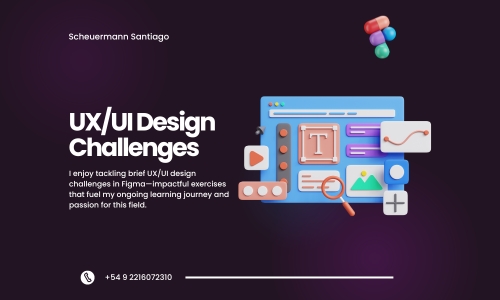 Scheuermann Santiago
UX/UI Design
Challenges
I enjoy tackling brief UX/UI design
challenges in Figma—impactful exercises
that fuel my ongoing learning journey and
passion for this field.
T
+54 9 2216072310